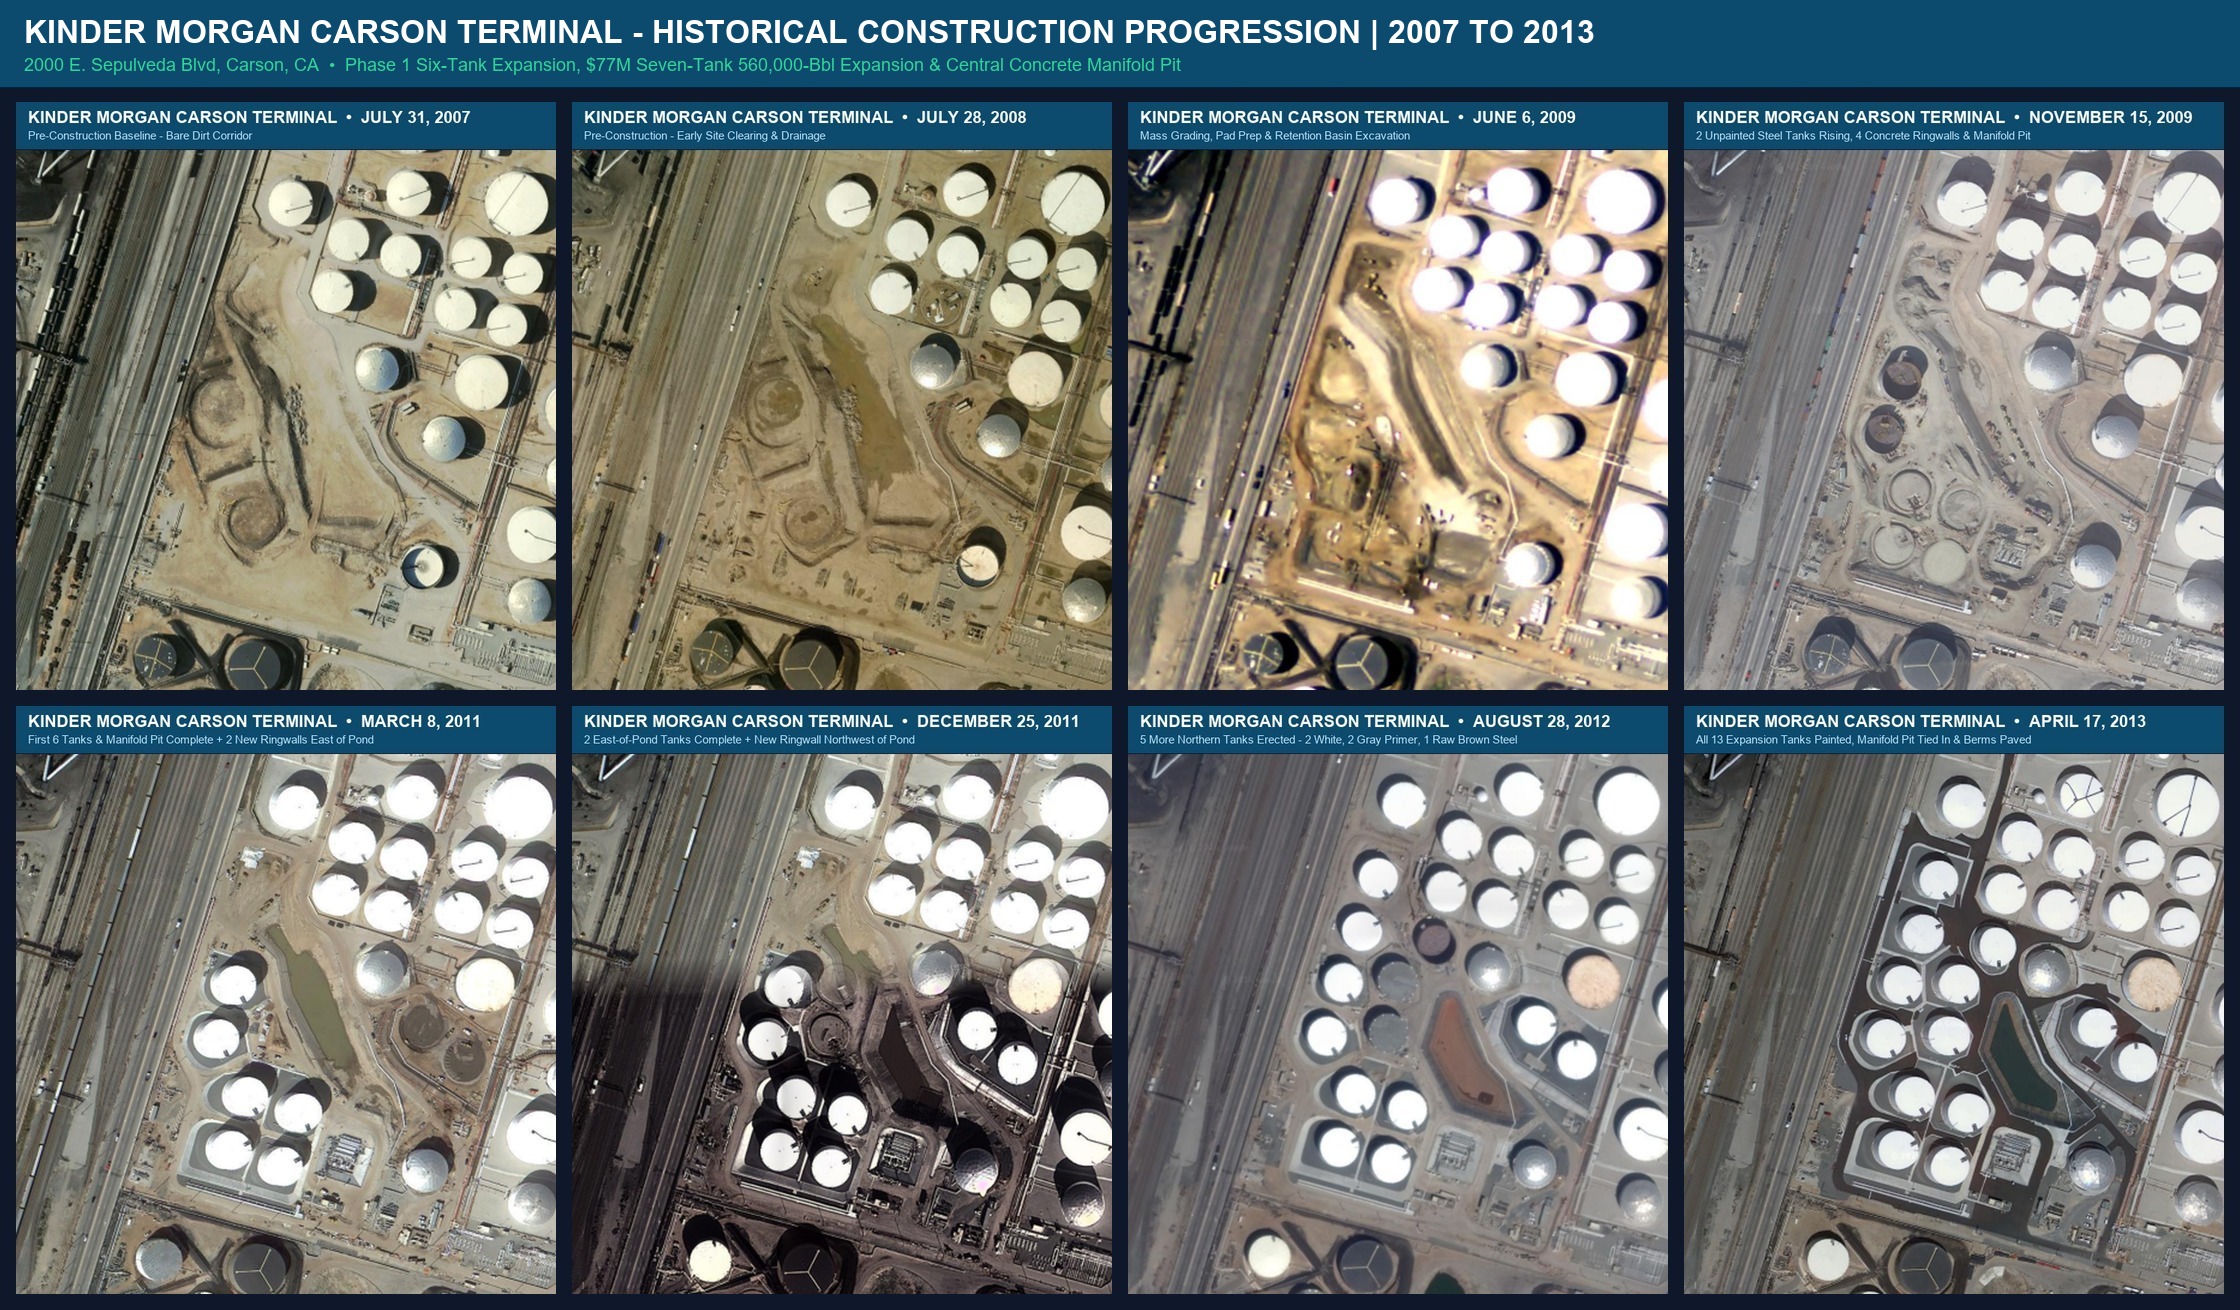 KINDER MORGAN CARSON TERMINAL - HISTORICAL CONSTRUCTION PROGRESSION | 2007 TO 2013
2000 E. Sepulveda Blvd, Carson, CA • Phase 1 Six-Tank Expansion, $77M Seven-Tank 560,000-Bbl Expansion & Central Concrete Manifold Pit
KINDER MORGAN CARSON TERMINAL • JULY 31, 2007
Pre-Construction Baseline - Bare Dirt Corridor
KINDER MORGAN CARSON TERMINAL • JULY 28, 2008
Pre-Construction - Early Site Clearing & Drainage
KINDER MORGAN CARSON TERMINAL • JUNE 6, 2009
Mass Grading, Pad Prep & Retention Basin Excavation
KINDER MORGAN CARSON TERMINAL • NOVEMBER 15, 2009
2 Unpainted Steel Tanks Rising, 4 Concrete Ringwalls & Manifold Pit
KINDER MORGAN CARSON TERMINAL • MARCH 8, 2011
First 6 Tanks & Manifold Pit Complete + 2 New Ringwalls East of Pond
KINDER MORGAN CARSON TERMINAL • DECEMBER 25, 2011
2 East-of-Pond Tanks Complete + New Ringwall Northwest of Pond
KINDER MORGAN CARSON TERMINAL • AUGUST 28, 2012
5 More Northern Tanks Erected - 2 White, 2 Gray Primer, 1 Raw Brown Steel
KINDER MORGAN CARSON TERMINAL • APRIL 17, 2013
All 13 Expansion Tanks Painted, Manifold Pit Tied In & Berms Paved